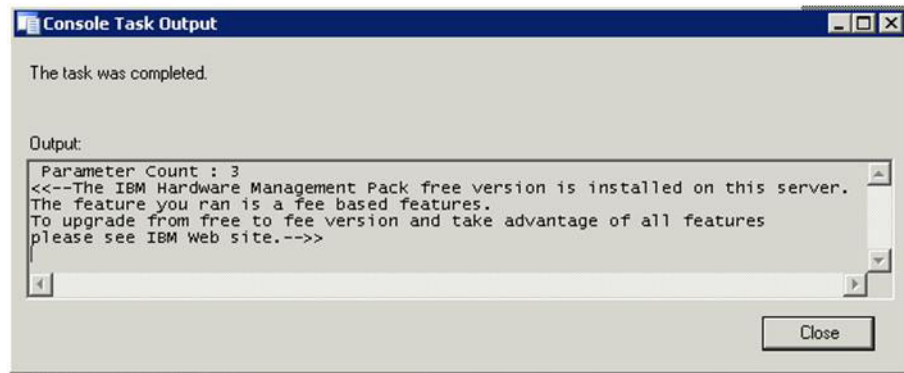 Console Task Output
The task was completed.
Output:
Parameter Count : 3
<<--The IBM Hardware Management Pack free version is installed on this server.
The feature you ran is a fee based features.
To upgrade from free to fee version and take advantage of all features
please see IBM Web site.-->>
Close